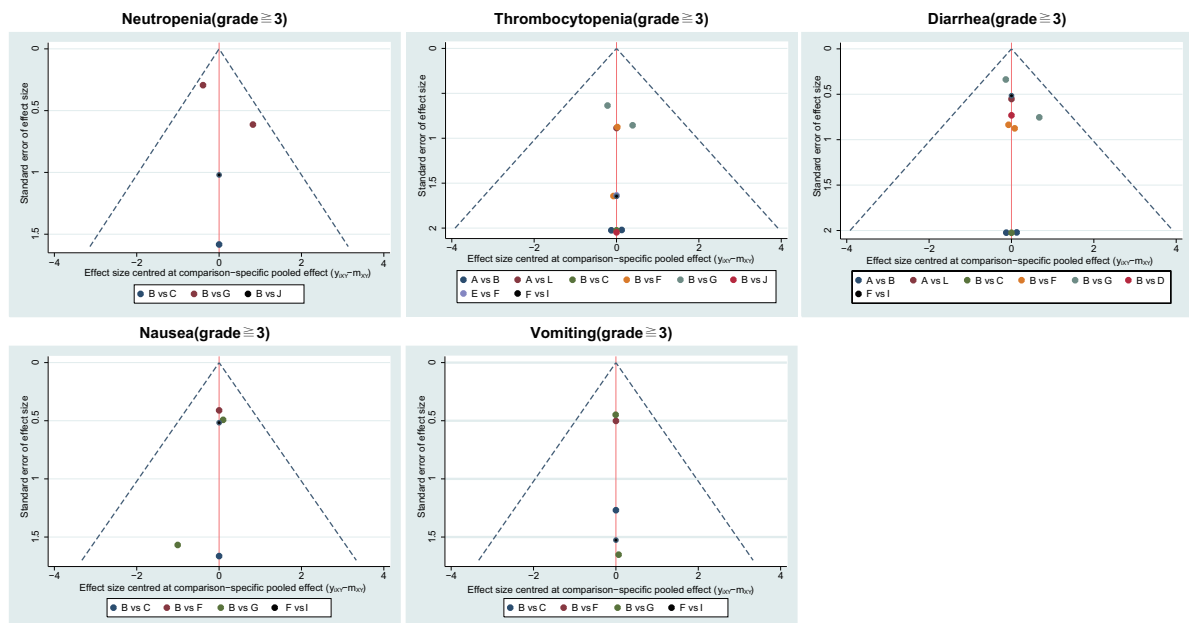 Neutropenia(grade≧3)
0
0.5
1
1.5
Standard error of effect size
−4
−2
0
2
4
Effect size centred at comparison−specific pooled effect (yiXY−mXY)
B vs C B vs G B vs J
Thrombocytopenia(grade≧3)
0
.5
1
1.5
2
Standard error of effect size
−4
−2
0
2
4
Effect size centred at comparison−specific pooled effect (yiXY−mXY)
A vs B A vs L B vs C B vs F B vs G B vs J
E vs F F vs I
Diarrhea(grade≧3)
0
0.5
1
1.5
2
Standard error of effect size
−4
−2
0
2
4
Effect size centred at comparison−specific pooled effect (yiXY−mXY)
A vs B A vs L B vs C B vs F B vs G B vs D
F vs I
Nausea(grade≧3)
0
0.5
1
1.5
Standard error of effect size
−4
−2
0
2
4
Effect size centred at comparison−specific pooled effect (yiXY−mXY)
B vs C B vs F B vs G F vs I
Vomiting(grade≧3)
0
0.5
1
1.5
Standard error of effect size
−4
−2
0
2
4
Effect size centred at comparison−specific pooled effect (yiXY−mXY)
B vs C B vs F B vs G F vs I